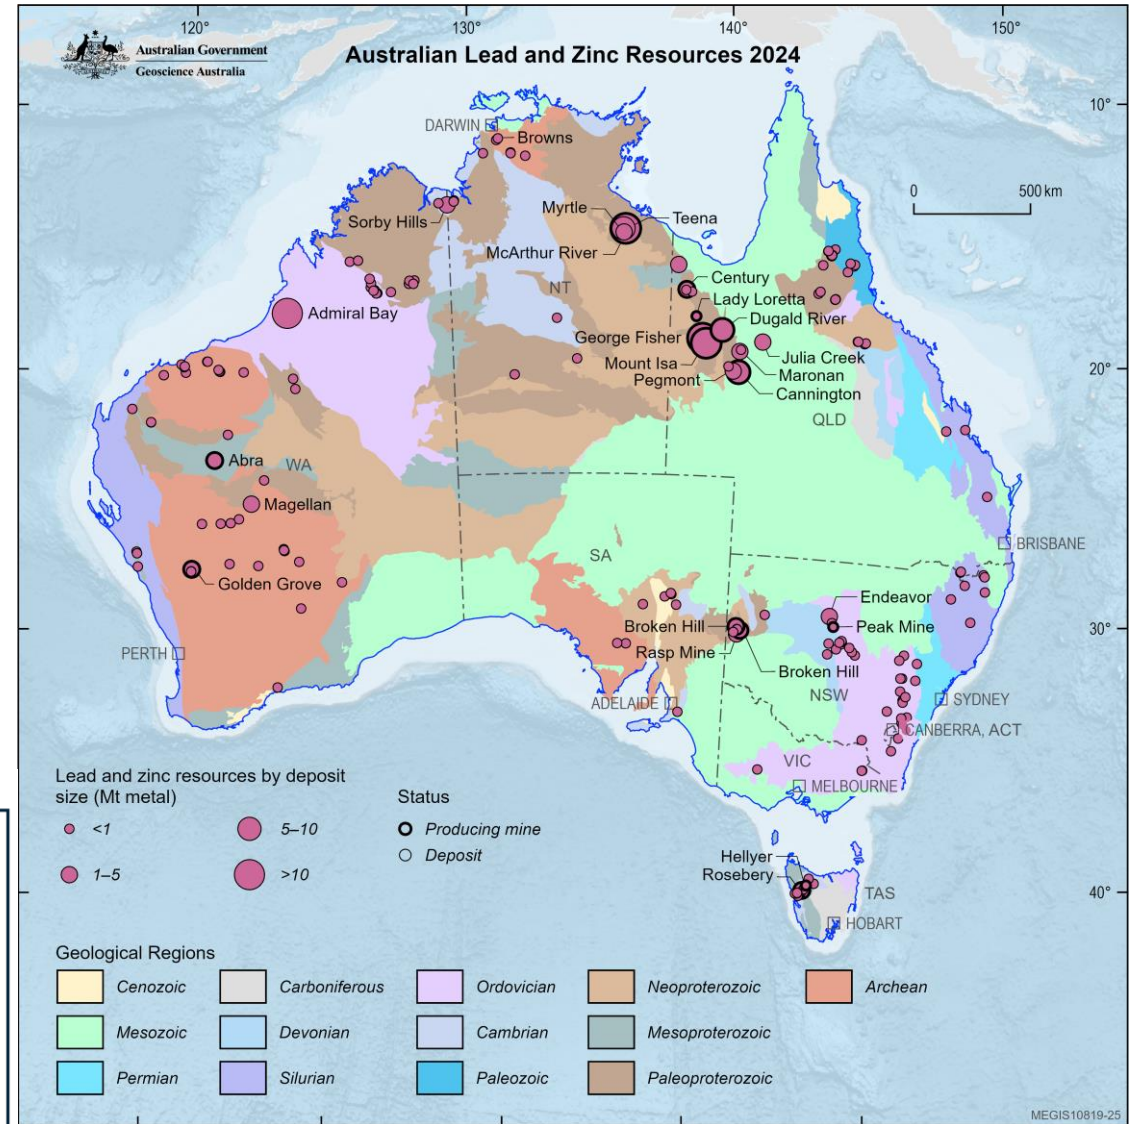 120°
130°
140°
150°
Australian Government
Geoscience Australia
Australian Lead and Zinc Resources 2024
10°
20°
30°
40°
0
500 km
DARWIN
Browns
Sorby Hills
Myrtle
Teena
McArthur River
NT
Century
Lady Loretta
Dugald River
George Fisher
Mount Isa
Julia Creek
Pegmont
Maronan
Cannington
QLD
Admiral Bay
Abra
WA
Magellan
Golden Grove
PERTH
SA
BRISBANE
Endeavor
Broken Hill
Peak Mine
Rasp Mine
Broken Hill
NSW
ADELAIDE
SYDNEY
CANBERRA, ACT
VIC
MELBOURNE
Hellyer
Rosebery
TAS
HOBART
Lead and zinc resources by deposit
size (Mt metal)
<1
1–5
5–10
>10
Status
Producing mine
Deposit
Geological Regions
Cenozoic
Carboniferous
Ordovician
Neoproterozoic
Archean
Mesozoic
Devonian
Cambrian
Mesoproterozoic
Permian
Silurian
Paleozoic
Paleoproterozoic
MEGIS10819-25